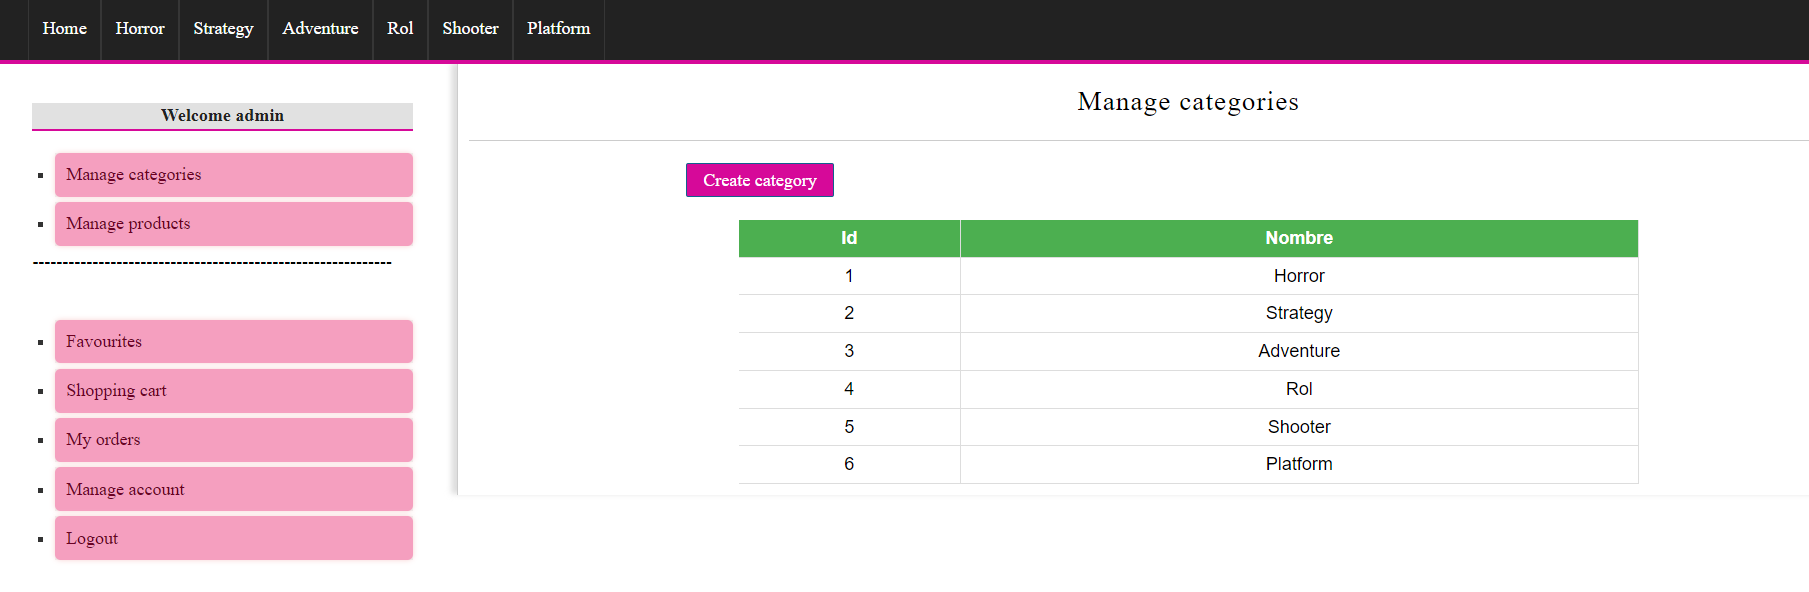 Home Horror Strategy Adventure Rol Shooter Platform
Welcome admin
Manage categories
Manage products
------------------------------------------------------------
Favourites
Shopping cart
My orders
Manage account
Logout
Manage categories
Create category
Id Nombre
1 Horror
2 Strategy
3 Adventure
4 Rol
5 Shooter
6 Platform